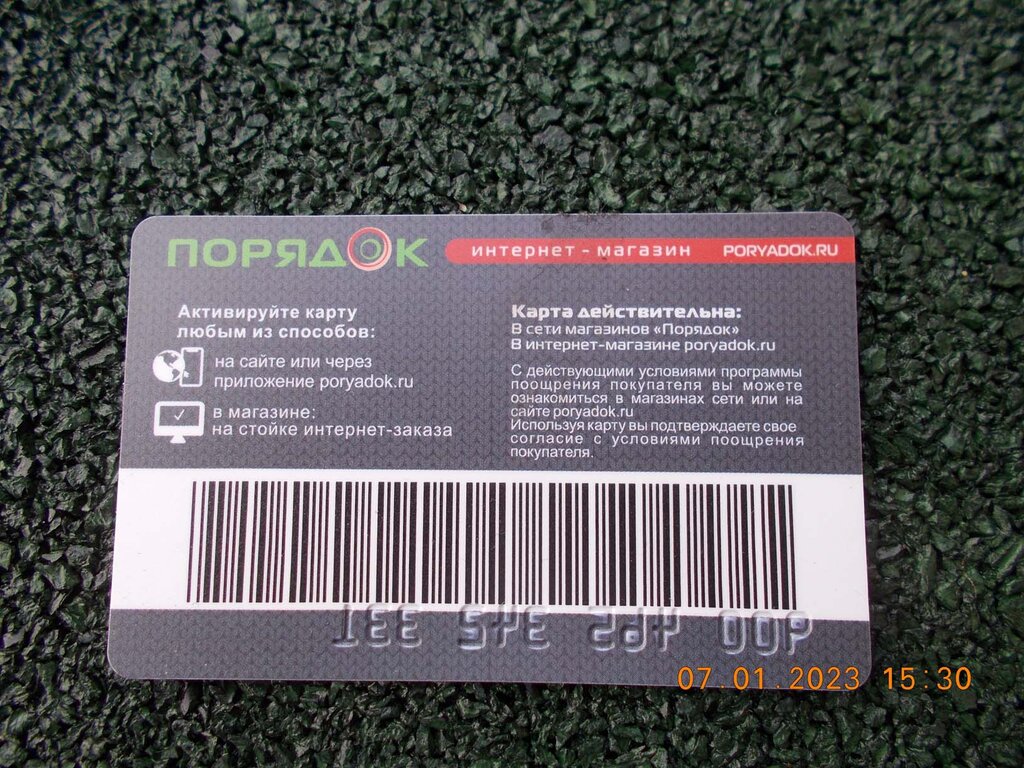 ПОРЯДОК интернет - магазин PORYADOK.RU
Активируйте карту
любым из способов:
на сайте или через
приложение poryadok.ru
в магазине:
на стойке интернет-заказа
Карта действительна:
В сети магазинов «Порядок»
В интернет-магазине poryadok.ru
С действующими условиями программы
поощрения покупателя вы можете
ознакомиться в магазинах сети или на
сайте poryadok.ru
Используя карту вы подтверждаете свое
согласие с условиями поощрения
покупателя.
07.01.2023 15:30